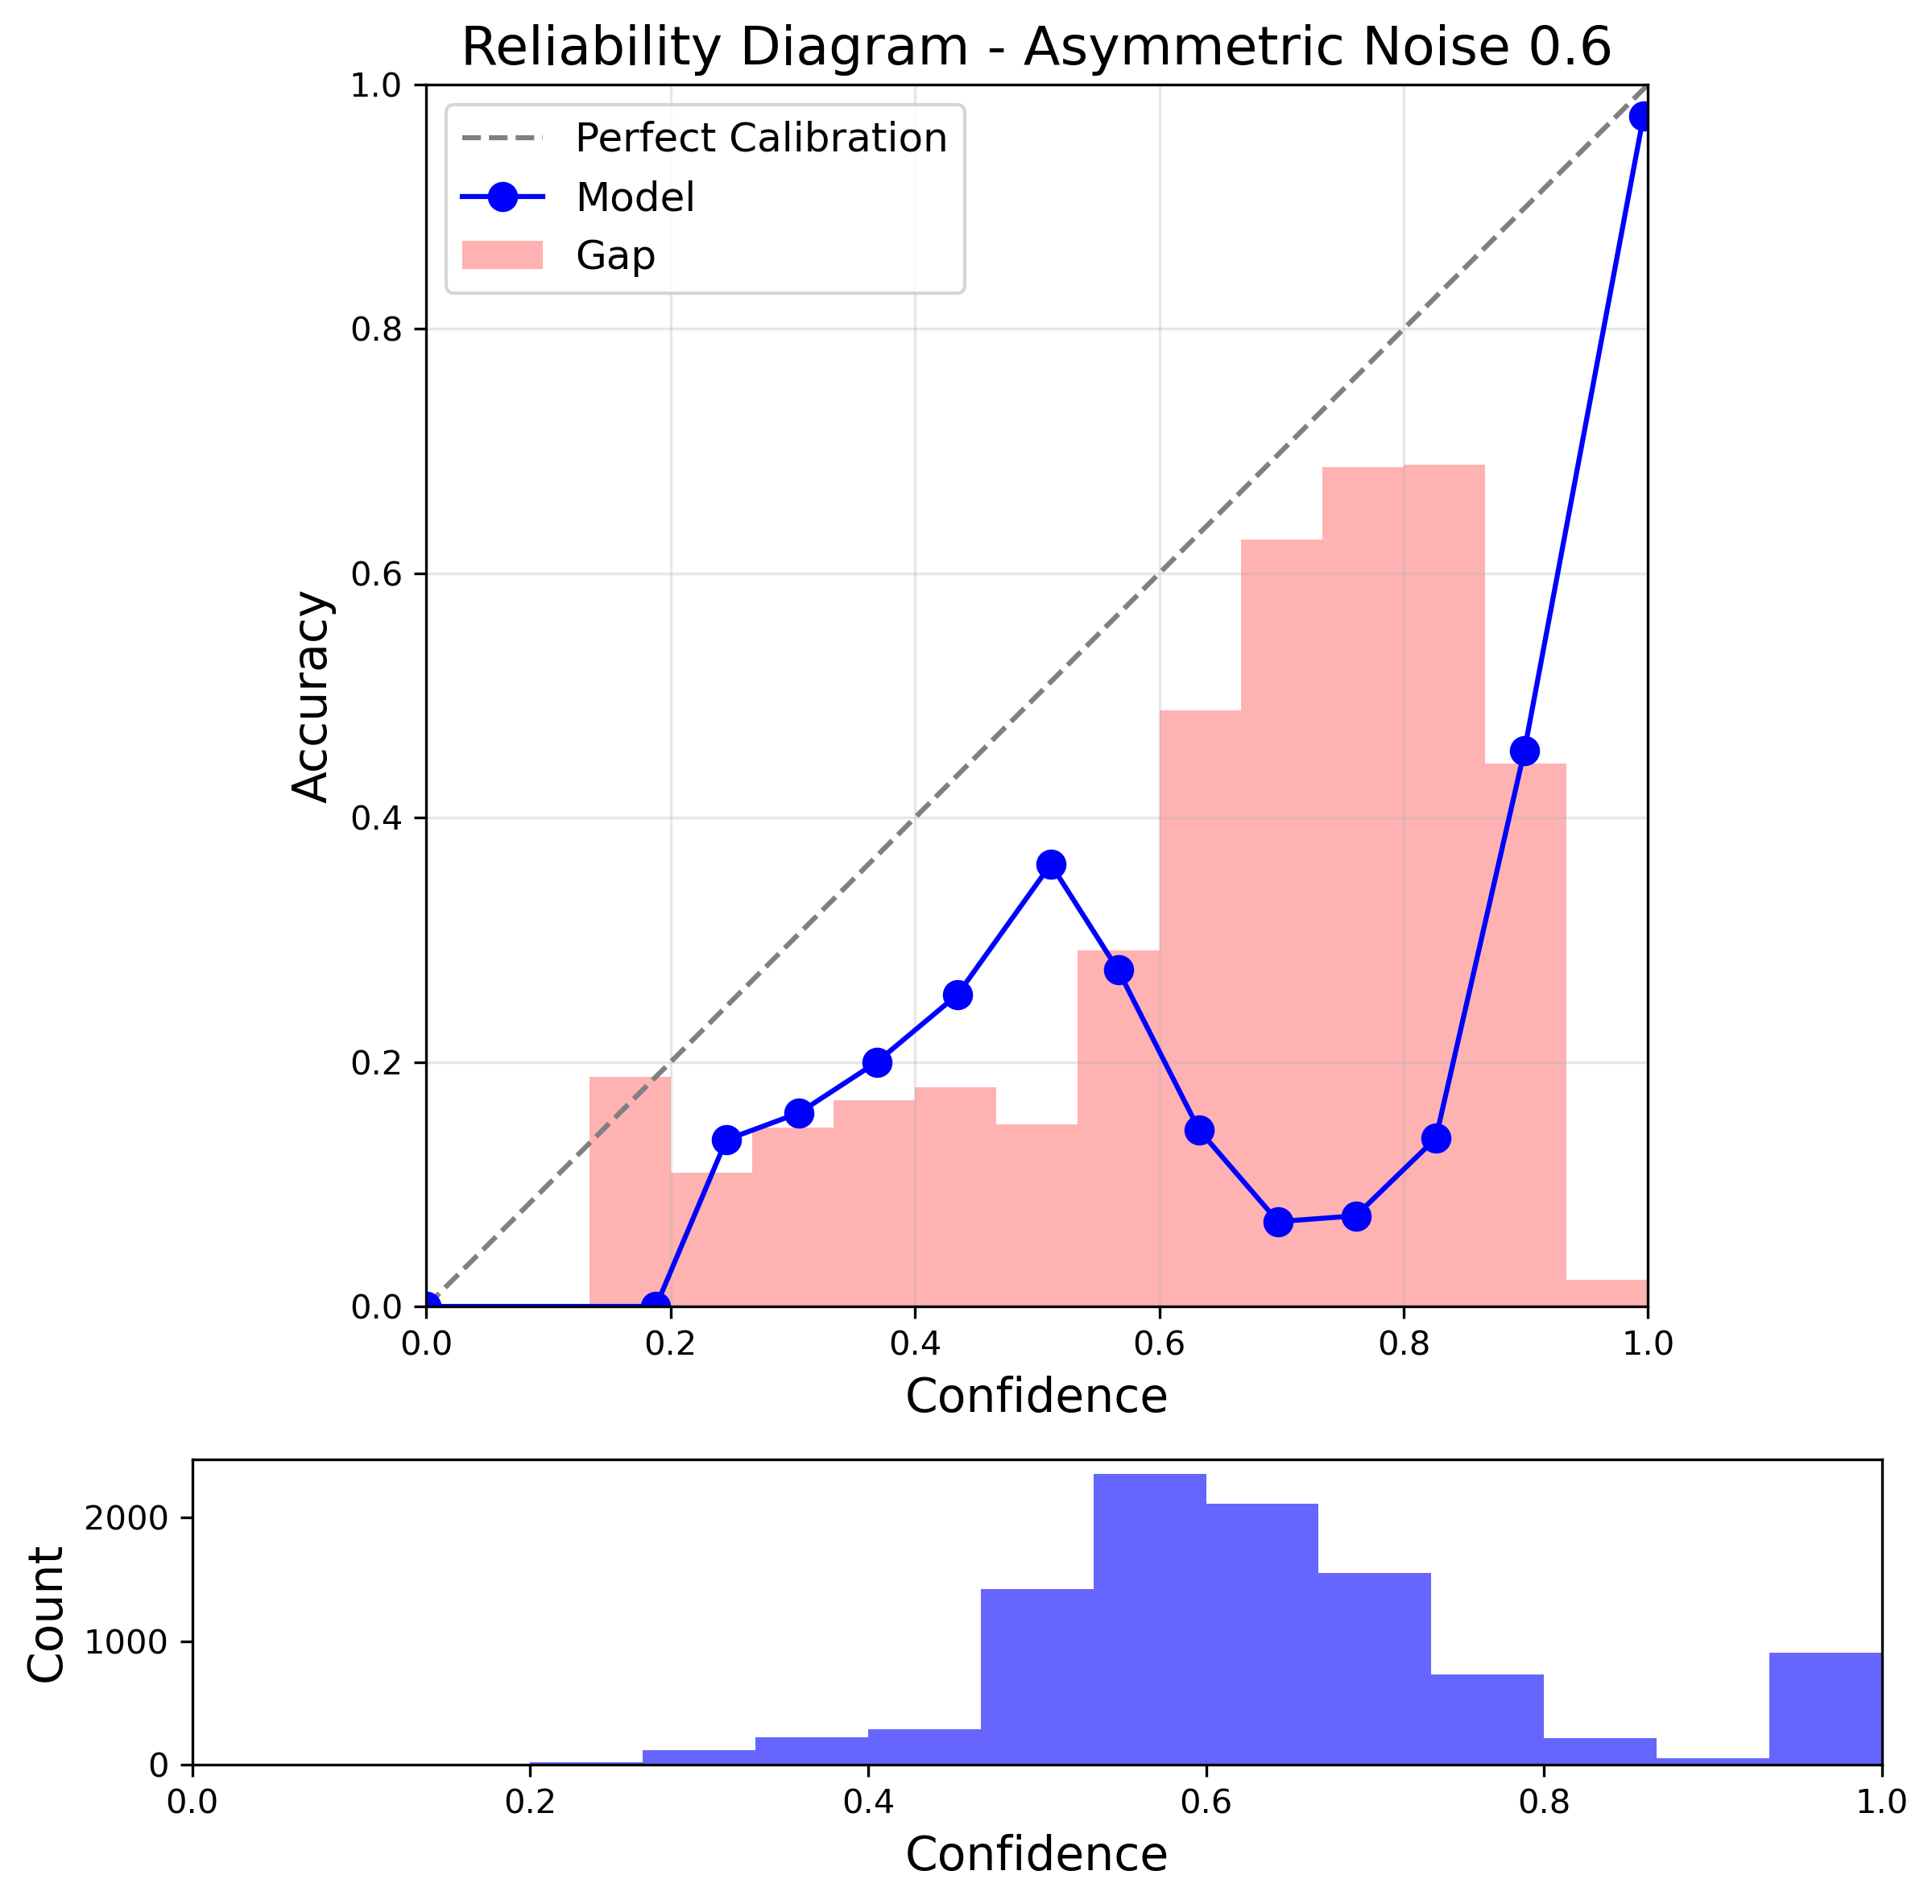 Reliability Diagram - Asymmetric Noise 0.6
1.0
0.8
0.6
0.4
0.2
0.0
Accuracy
Perfect Calibration
Model
Gap
0.0 0.2 0.4 0.6 0.8 1.0
Confidence
2000
1000
0
Count
0.0 0.2 0.4 0.6 0.8 1.0
Confidence